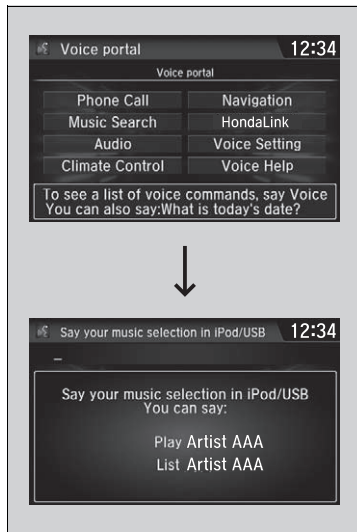 Voice portal 12:34
Voice portal
Phone Call Navigation
Music Search HondaLink
Audio Voice Setting
Climate Control Voice Help
To see a list of voice commands, say Voice
You can also say:What is today's date?
Say your music selection in iPod/USB 12:34
Say your music selection in iPod/USB
You can say:
Play Artist AAA
List Artist AAA